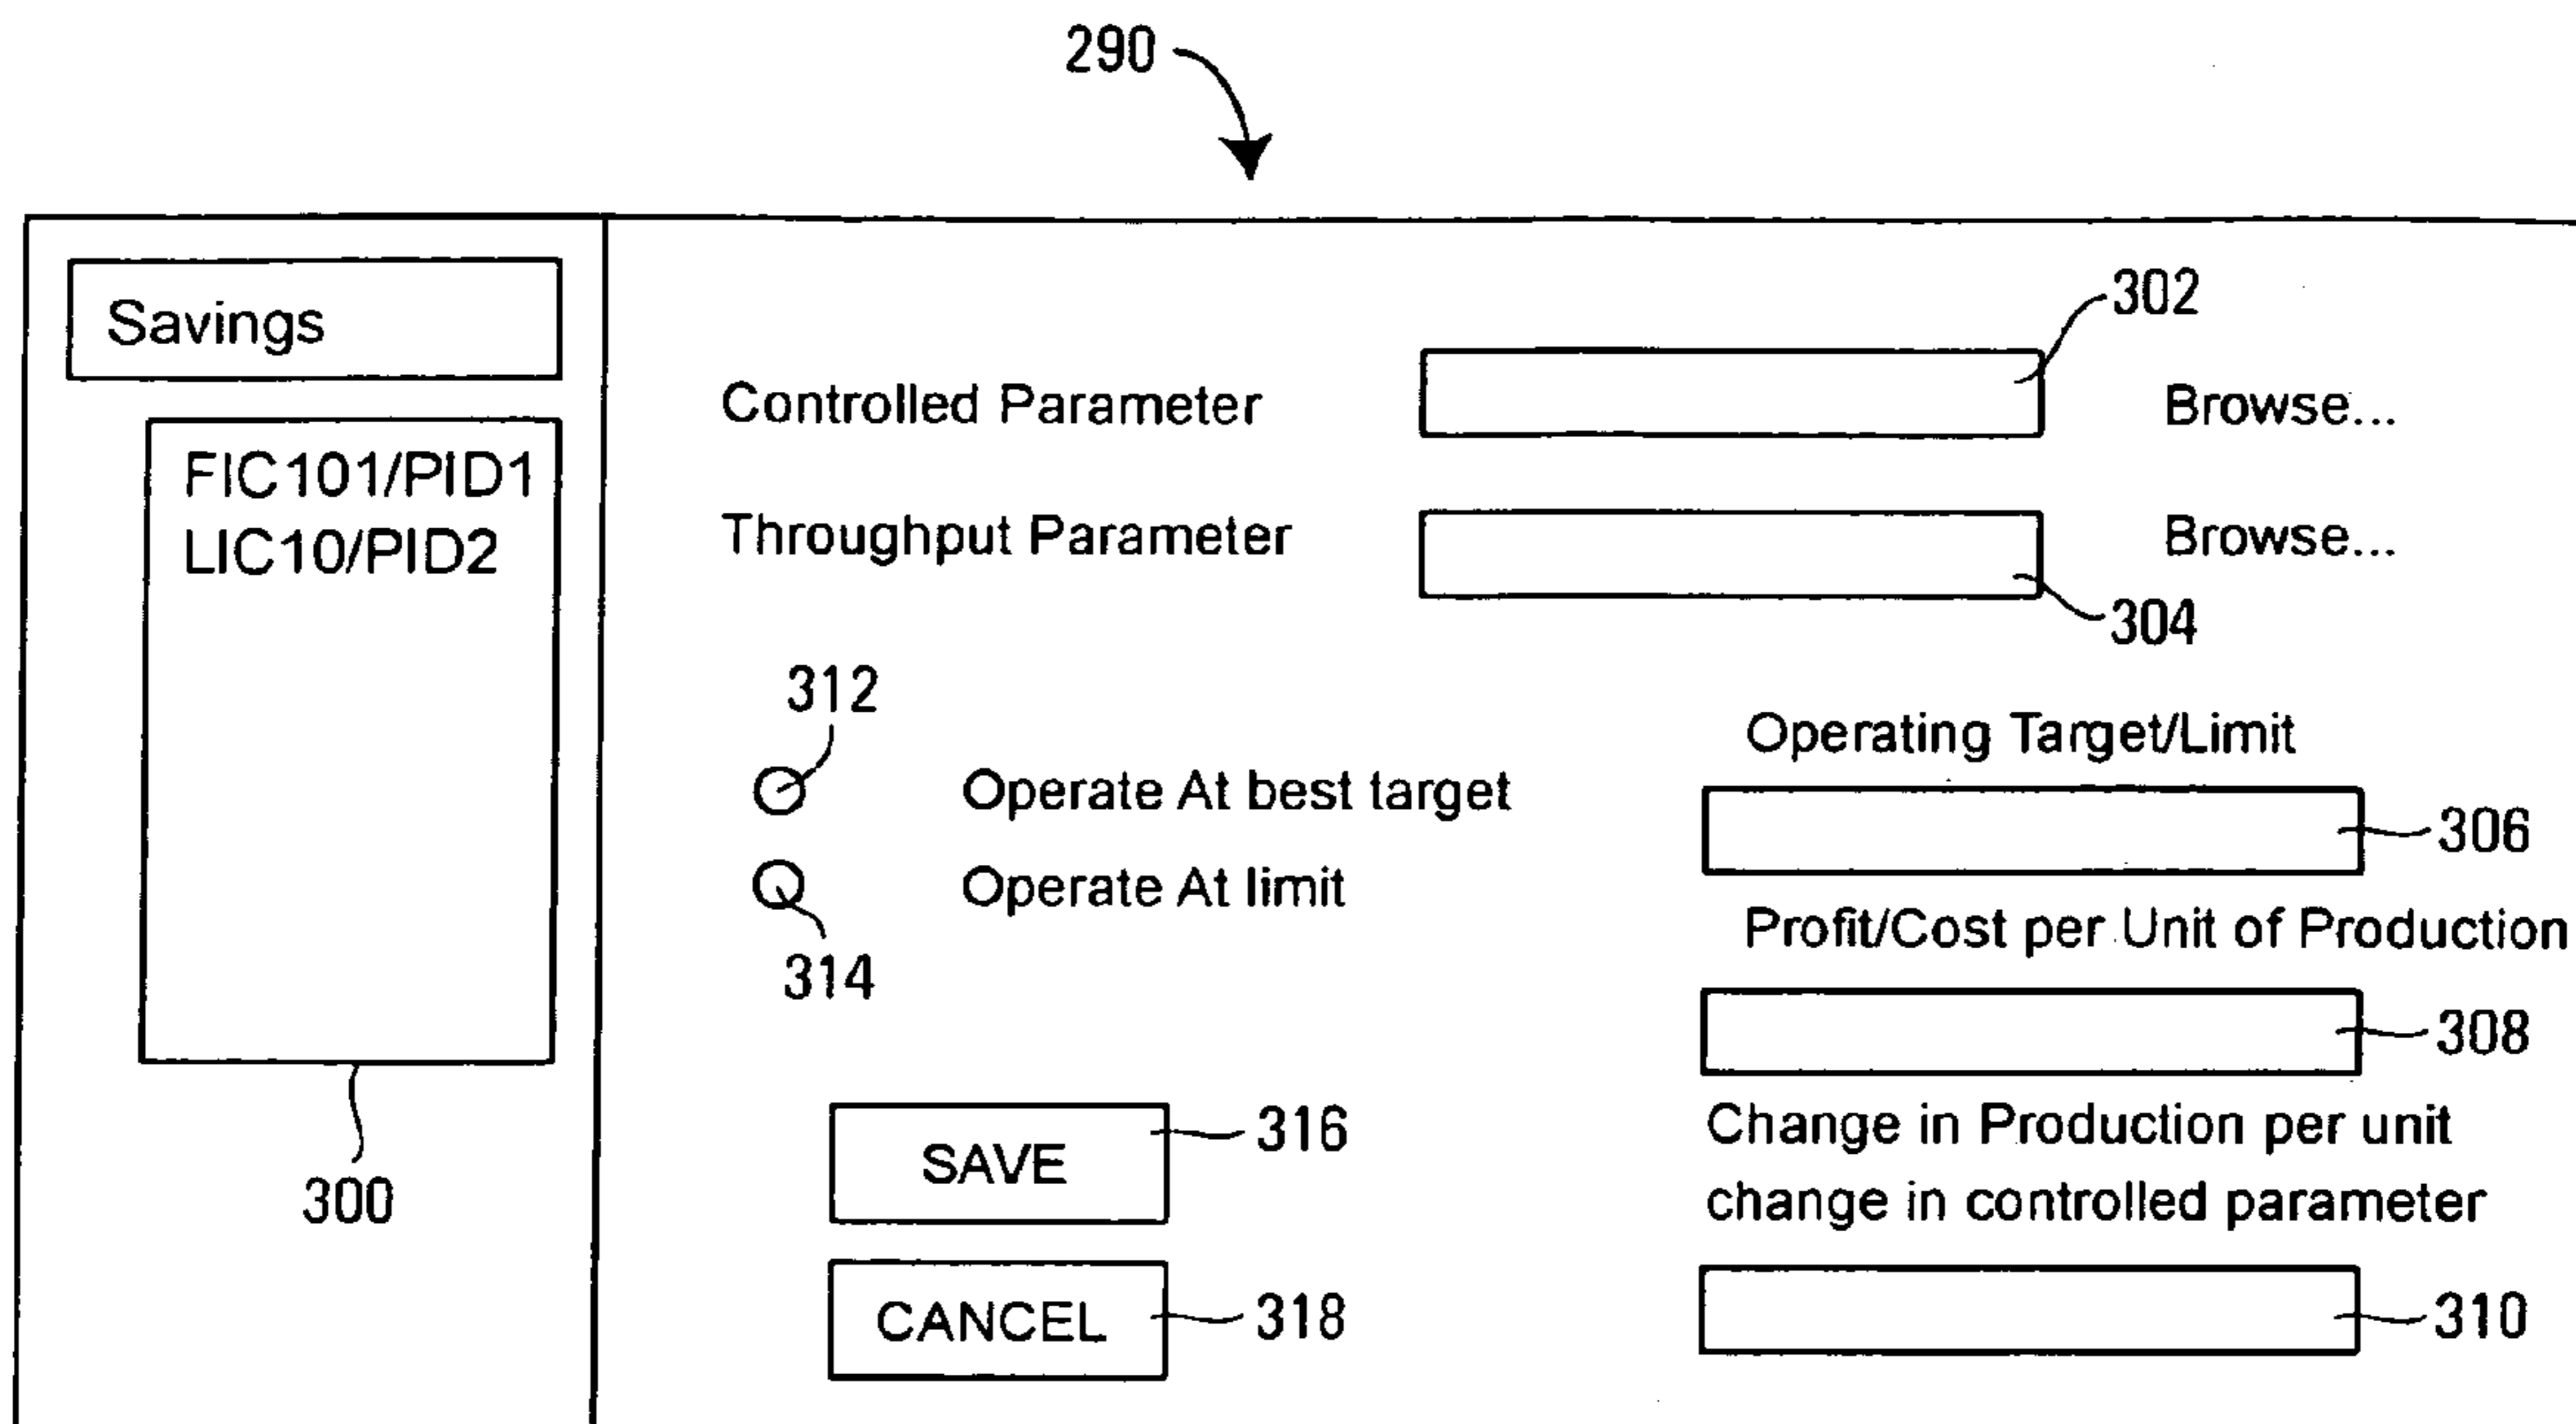 290
Savings
FIC101/PID1
LIC10/PID2
300
302
Controlled Parameter
Browse...
Throughput Parameter
Browse...
304
312
Operate At best target
Operate At limit
314
Operating Target/Limit
306
Profit/Cost per Unit of Production
308
Change in Production per unit
change in controlled parameter
310
SAVE
316
CANCEL
318